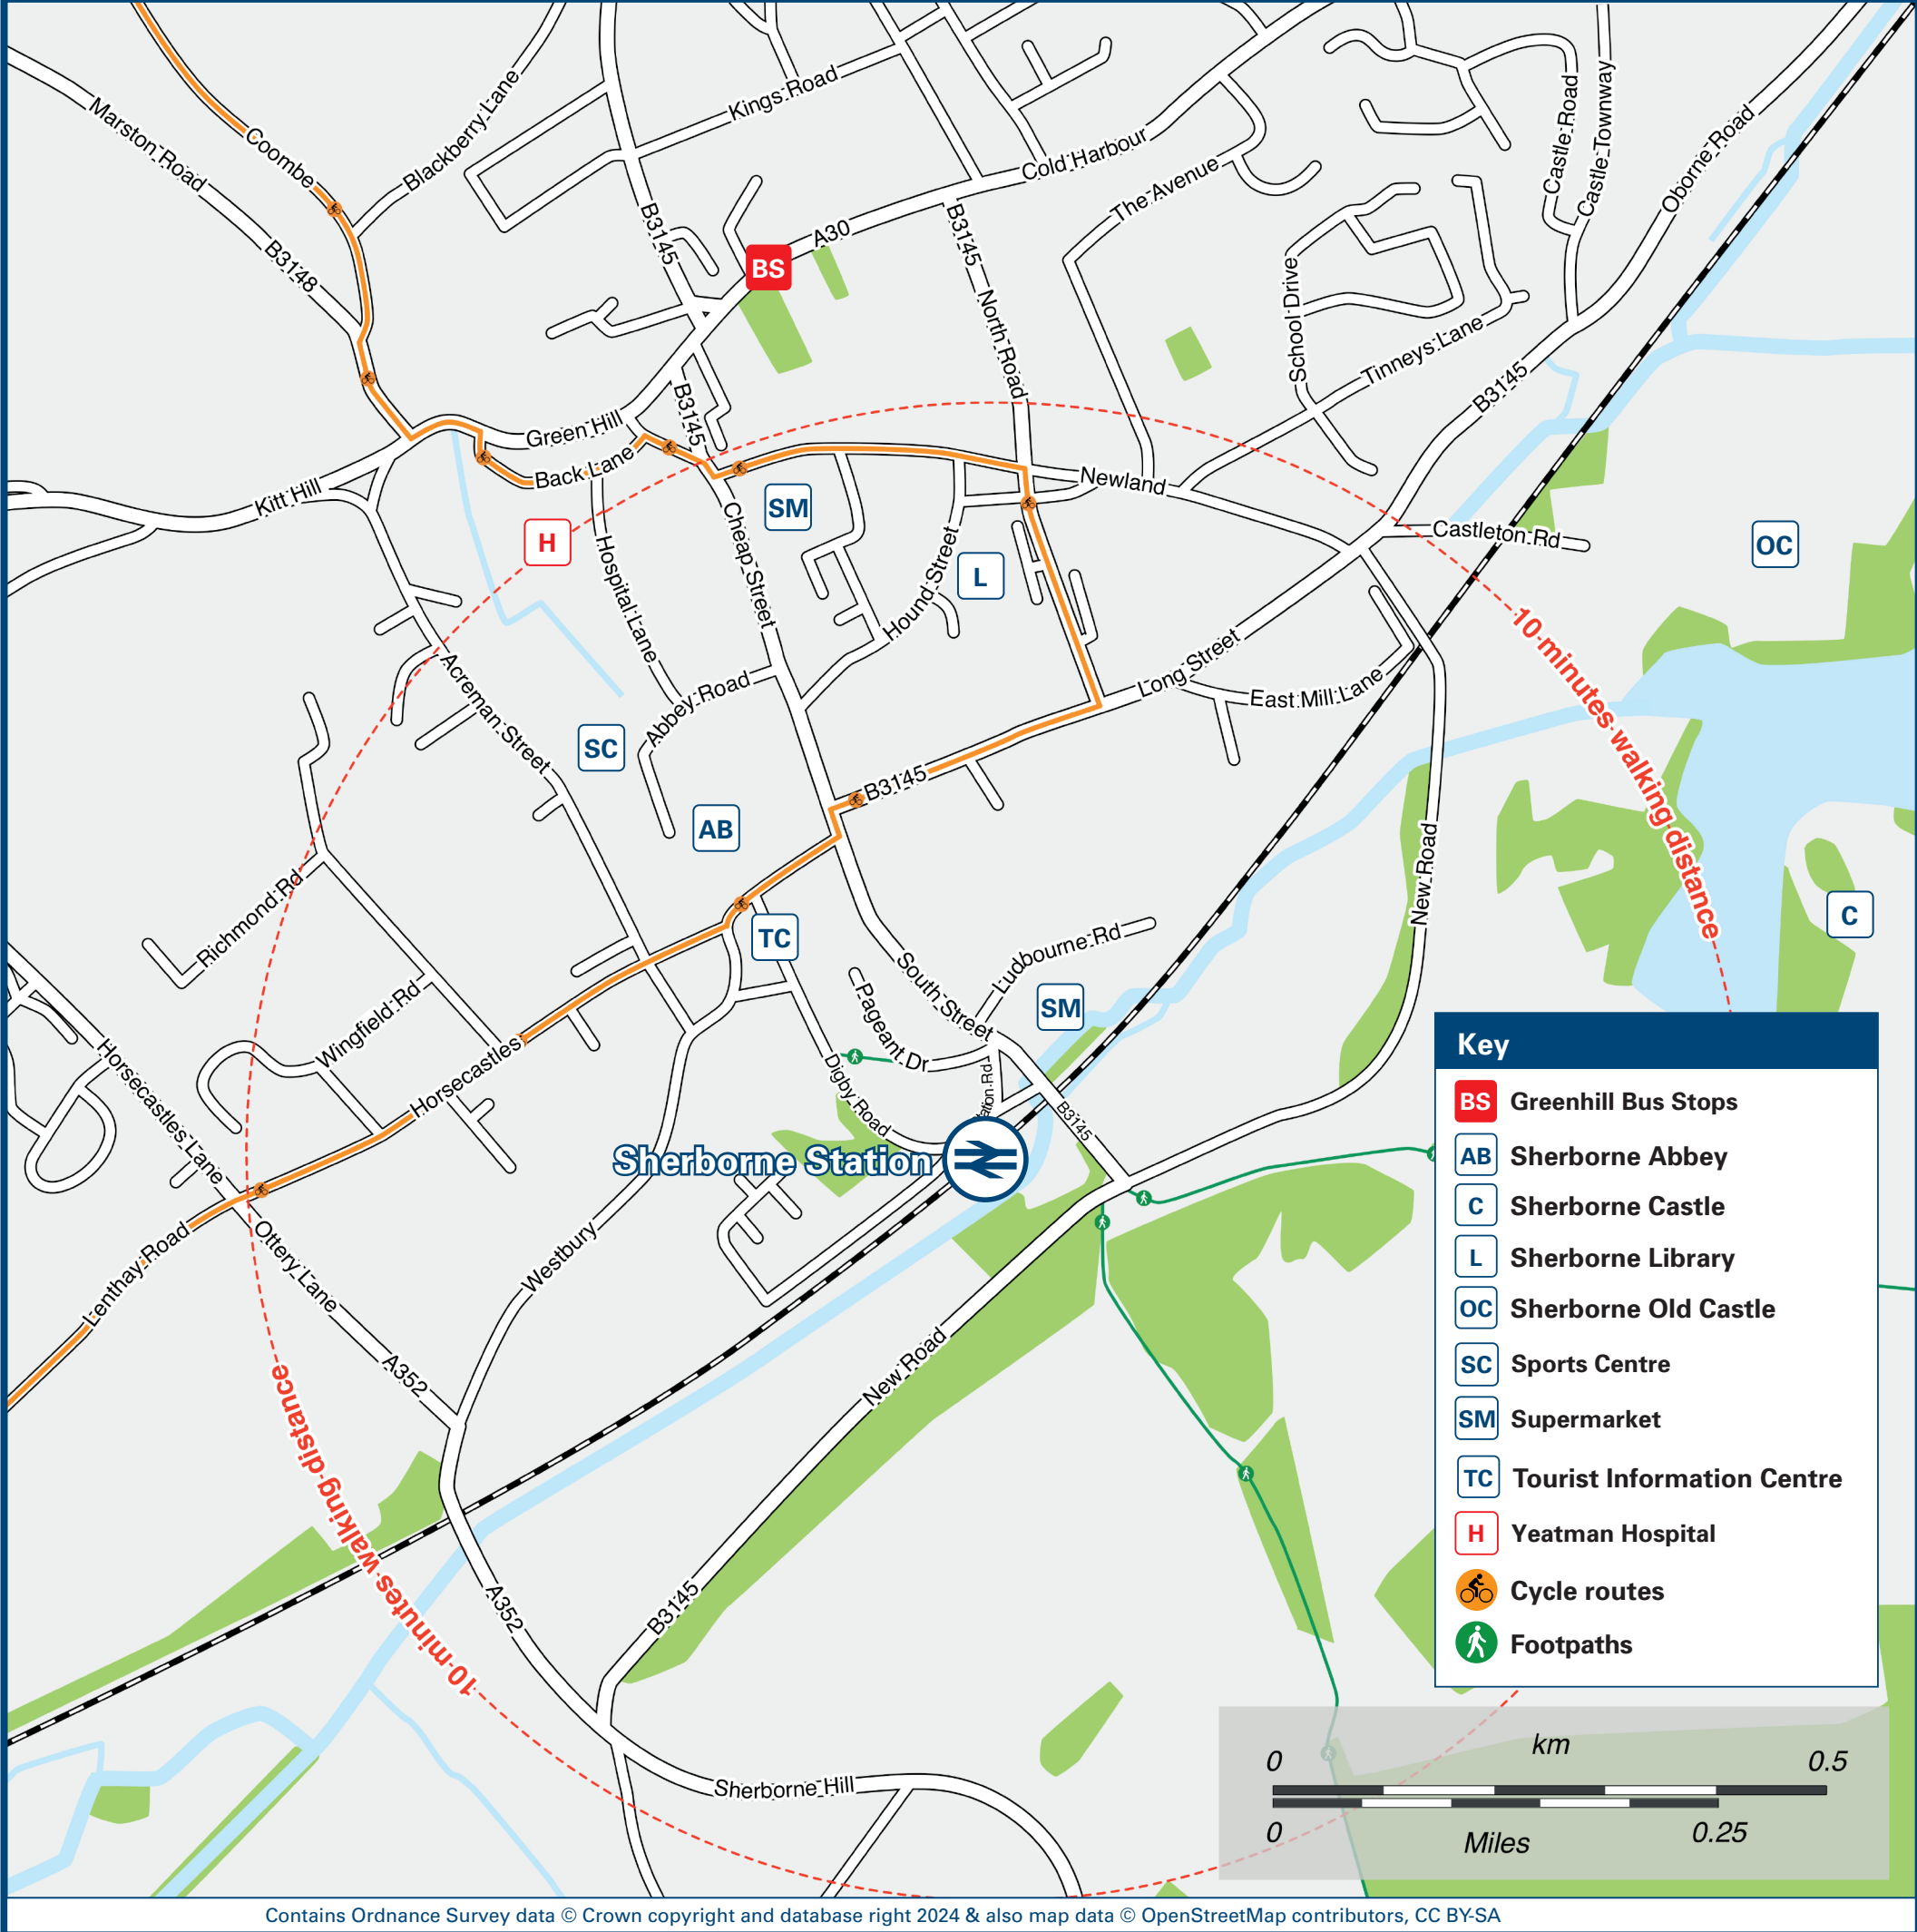 Marston Road
Coombe
Blackberry Lane
Kings Road
Cold Harbour
Castle Road
Castle Townway
Oborne Road
B3148
B3145
BS
A30
B3145
The Avenue
North Road
School Drive
Tinneys Lane
B3145
Green Hill
B3145
Back Lane
Kitt Hill
Newland
SM
Cheap Street
Castleton Rd
OC
H
Hospital Lane
Hound Street
L
10 minutes walking distance
Acreman Street
Abbey Road
Long Street
East Mill Lane
SC
B3145
AB
New Road
C
Richmond Rd
TC
Ludbourne Rd
South Street
SM
Wingfield Rd
Pageant Dr
Horsecastles
Horsecastles Lane
Digby Road
B3145
Sherborne Station
Lenthay Road
Ottery Lane
Westbury
A352
New Road
10 minutes walking distance
A352
B3145
Sherborne Hill
Key
BS Greenhill Bus Stops
AB Sherborne Abbey
C Sherborne Castle
L Sherborne Library
OC Sherborne Old Castle
SC Sports Centre
SM Supermarket
TC Tourist Information Centre
H Yeatman Hospital
Cycle routes
Footpaths
km
0 0.5
0 0.25
Miles
Contains Ordnance Survey data © Crown copyright and database right 2024 & also map data © OpenStreetMap contributors, CC BY-SA